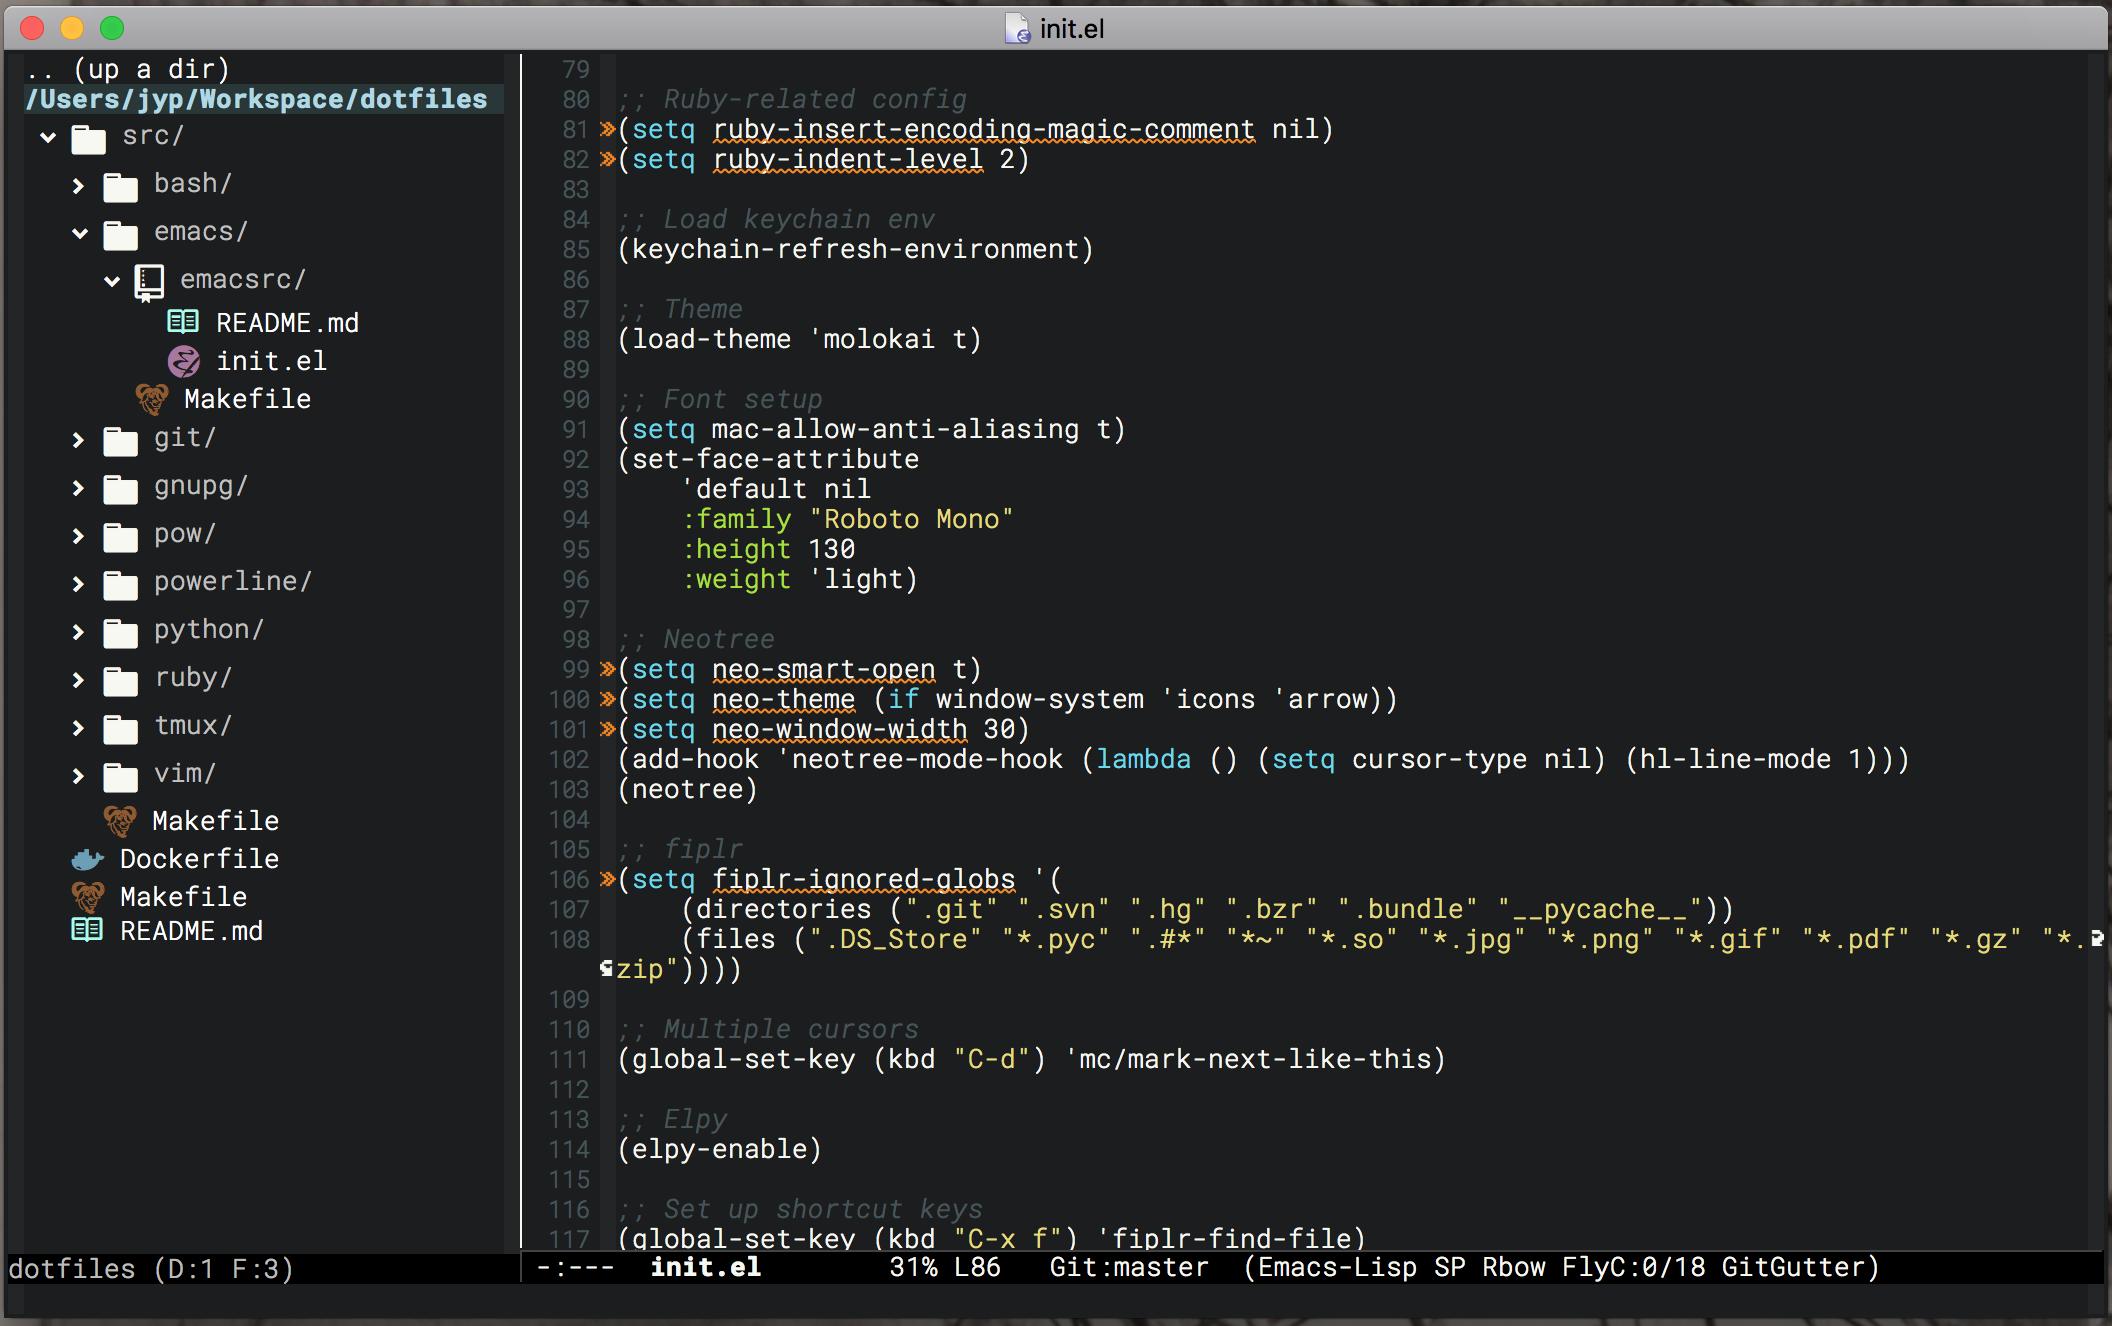 init.el
.. (up a dir)
/Users/jyp/Workspace/dotfiles
src/
bash/
emacs/
emacsrc/
README.md
init.el
Makefile
git/
gnupg/
pow/
powerline/
python/
ruby/
tmux/
vim/
Makefile
Dockerfile
Makefile
README.md
dotfiles (D:1 F:3)
79
80 ;; Ruby-related config
81 (setq ruby-insert-encoding-magic-comment nil)
82 (setq ruby-indent-level 2)
83
84 ;; Load keychain env
85 (keychain-refresh-environment)
86
87 ;; Theme
88 (load-theme 'molokai t)
89
90 ;; Font setup
91 (setq mac-allow-anti-aliasing t)
92 (set-face-attribute
93     'default nil
94     :family "Roboto Mono"
95     :height 130
96     :weight 'light)
97
98 ;; Neotree
99 (setq neo-smart-open t)
100 (setq neo-theme (if window-system 'icons 'arrow))
101 (setq neo-window-width 30)
102 (add-hook 'neotree-mode-hook (lambda () (setq cursor-type nil) (hl-line-mode 1)))
103 (neotree)
104
105 ;; fiplr
106 (setq fiplr-ignored-globs '(
107     (directories (".git" ".svn" ".hg" ".bzr" ".bundle" "__pycache__"))
108     (files (".DS_Store" "*.pyc" ".#*" "*~" "*.so" "*.jpg" "*.png" "*.gif" "*.pdf" "*.gz" "*.
zip"))))
109
110 ;; Multiple cursors
111 (global-set-key (kbd "C-d") 'mc/mark-next-like-this)
112
113 ;; Elpy
114 (elpy-enable)
115
116 ;; Set up shortcut keys
117 (global-set-key (kbd "C-x f") 'fiplr-find-file)
-:--- init.el 31% L86 Git:master (Emacs-Lisp SP Rbow FlyC:0/18 GitGutter)